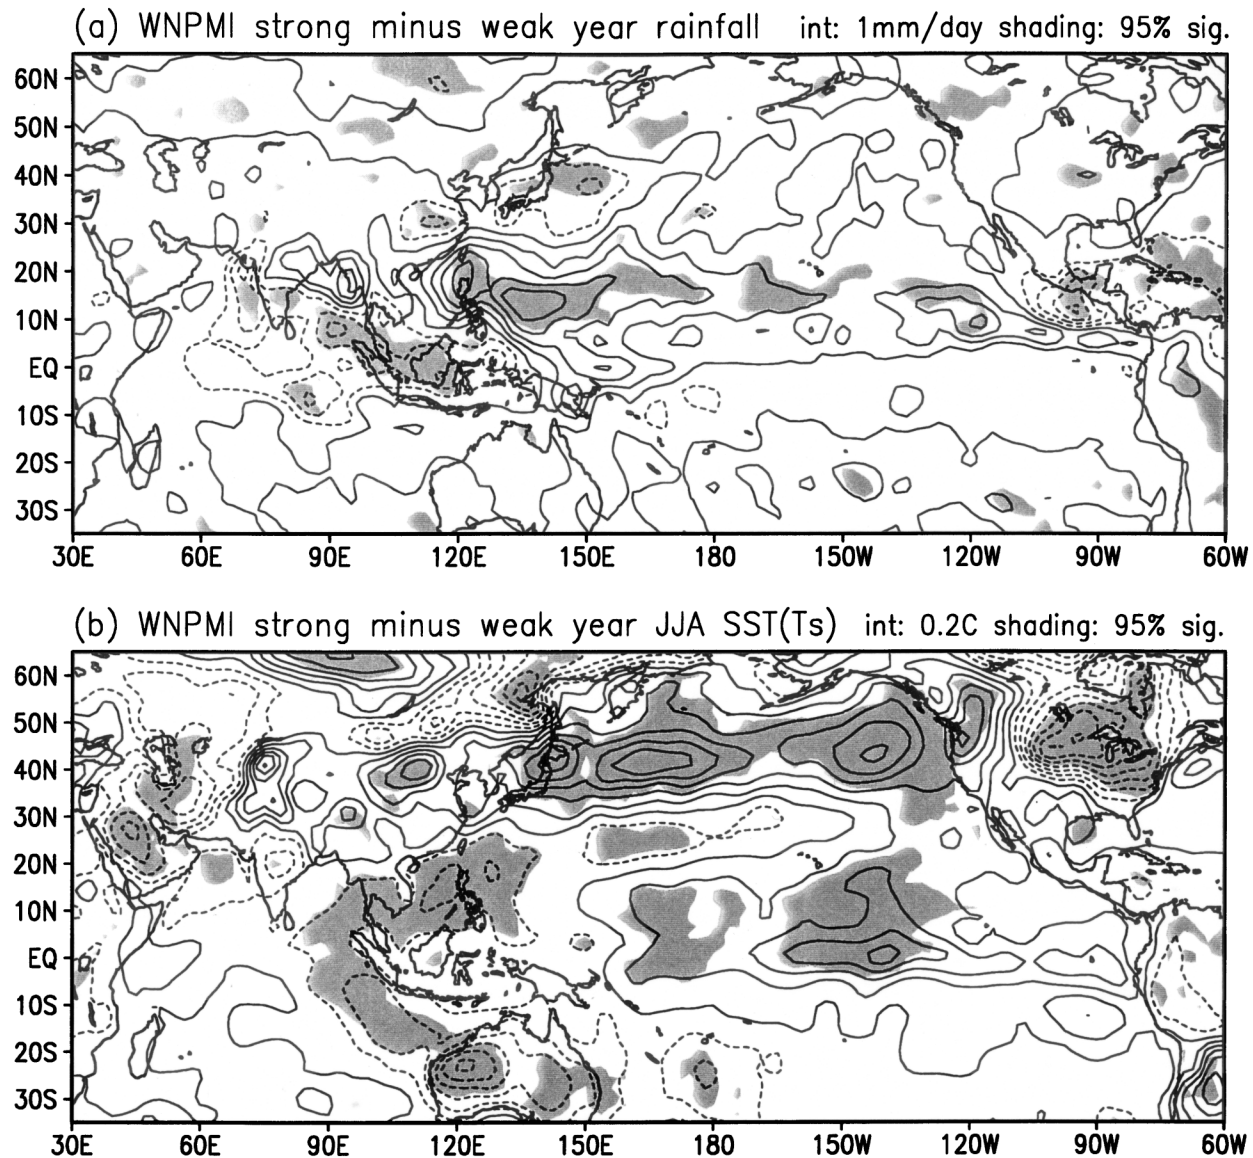 (a) WNPMI strong minus weak year rainfall int: 1mm/day shading: 95% sig.
60N
50N
40N
30N
20N
10N
EQ
10S
20S
30S
30E 60E 90E 120E 150E 180 150W 120W 90W 60W
(b) WNPMI strong minus weak year JJA SST(Ts) int: 0.2C shading: 95% sig.
60N
50N
40N
30N
20N
10N
EQ
10S
20S
30S
30E 60E 90E 120E 150E 180 150W 120W 90W 60W